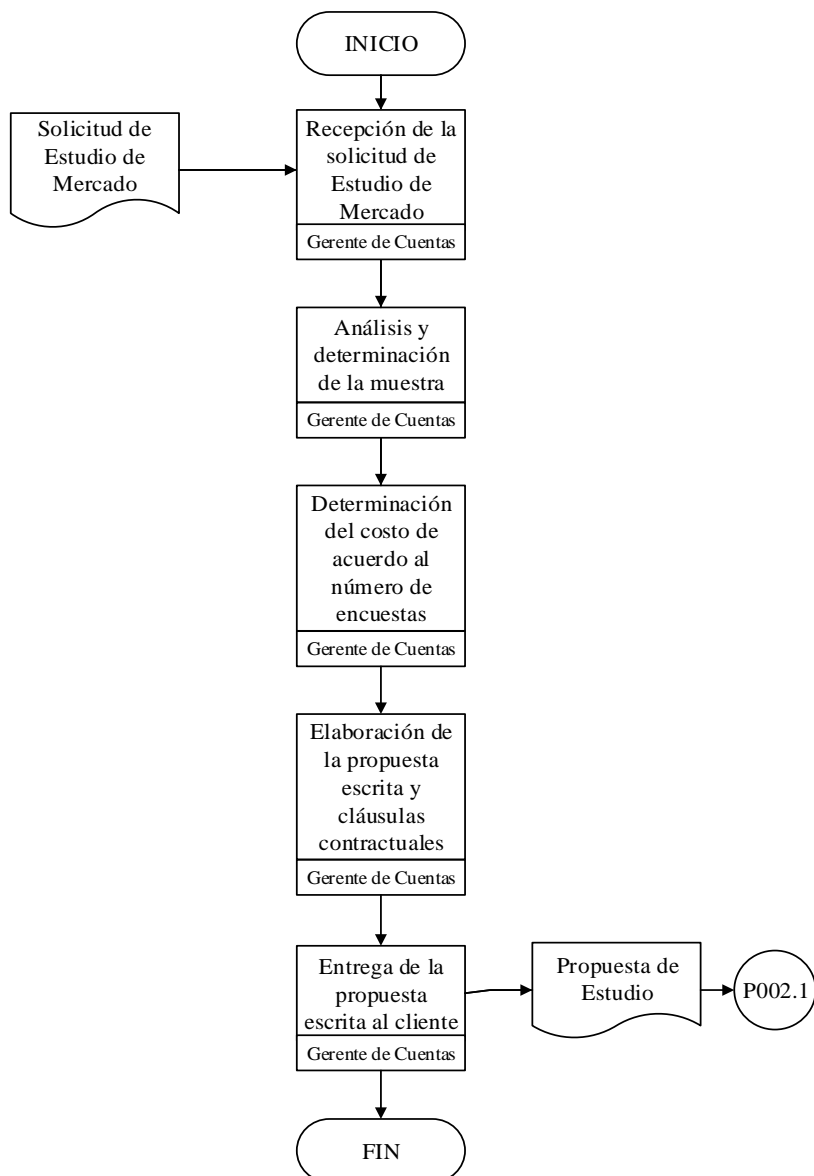 INICIO
Solicitud de
Estudio de
Mercado
Recepción de la
solicitud de
Estudio de
Mercado
Gerente de Cuentas
Análisis y
determinación
de la muestra
Gerente de Cuentas
Determinación
del costo de
acuerdo al
número de
encuestas
Gerente de Cuentas
Elaboración de
la propuesta
escrita y
cláusulas
contractuales
Gerente de Cuentas
Entrega de la
propuesta
escrita al cliente
Gerente de Cuentas
Propuesta de
Estudio
P002.1
FIN